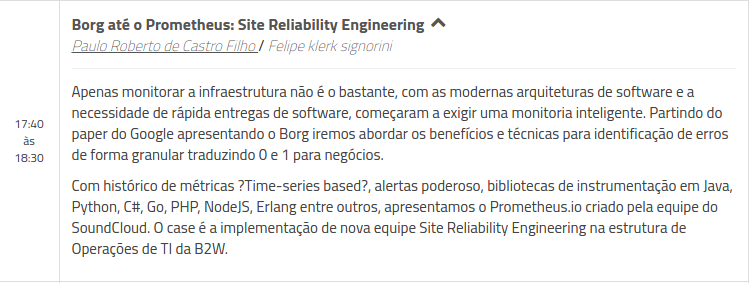 Borg até o Prometheus: Site Reliability Engineering
Paulo Roberto de Castro Filho / Felipe klerk signorini
17:40
às
18:30
Apenas monitorar a infraestrutura não é o bastante, com as modernas arquiteturas de software e a
necessidade de rápida entregas de software, começaram a exigir uma monitoria inteligente. Partindo do
paper do Google apresentando o Borg iremos abordar os benefícios e técnicas para identificação de erros
de forma granular traduzindo 0 e 1 para negócios.
Com histórico de métricas ?Time-series based?, alertas poderoso, bibliotecas de instrumentação em Java,
Python, C#, Go, PHP, NodeJS, Erlang entre outros, apresentamos o Prometheus.io criado pela equipe do
SoundCloud. O case é a implementação de nova equipe Site Reliability Engineering na estrutura de
Operações de TI da B2W.